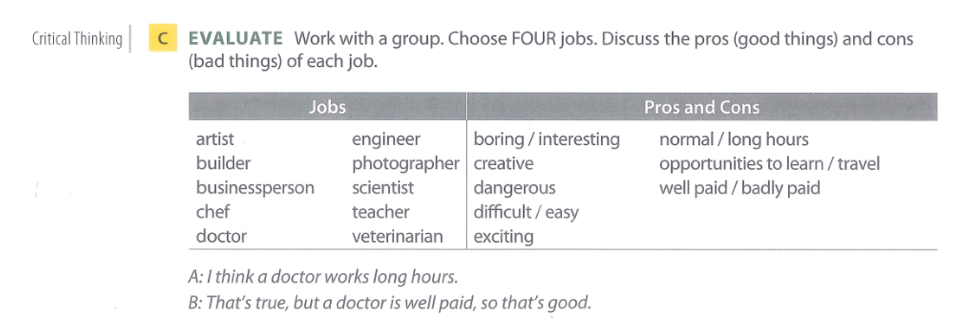 Critical Thinking C EVALUATE Work with a group. Choose FOUR jobs. Discuss the pros (good things) and cons
(bad things) of each job.
Jobs Pros and Cons
artist engineer boring / interesting normal / long hours
builder photographer creative opportunities to learn / travel
businessperson scientist dangerous well paid / badly paid
chef teacher difficult / easy
doctor veterinarian exciting
A: I think a doctor works long hours.
B: That's true, but a doctor is well paid, so that's good.